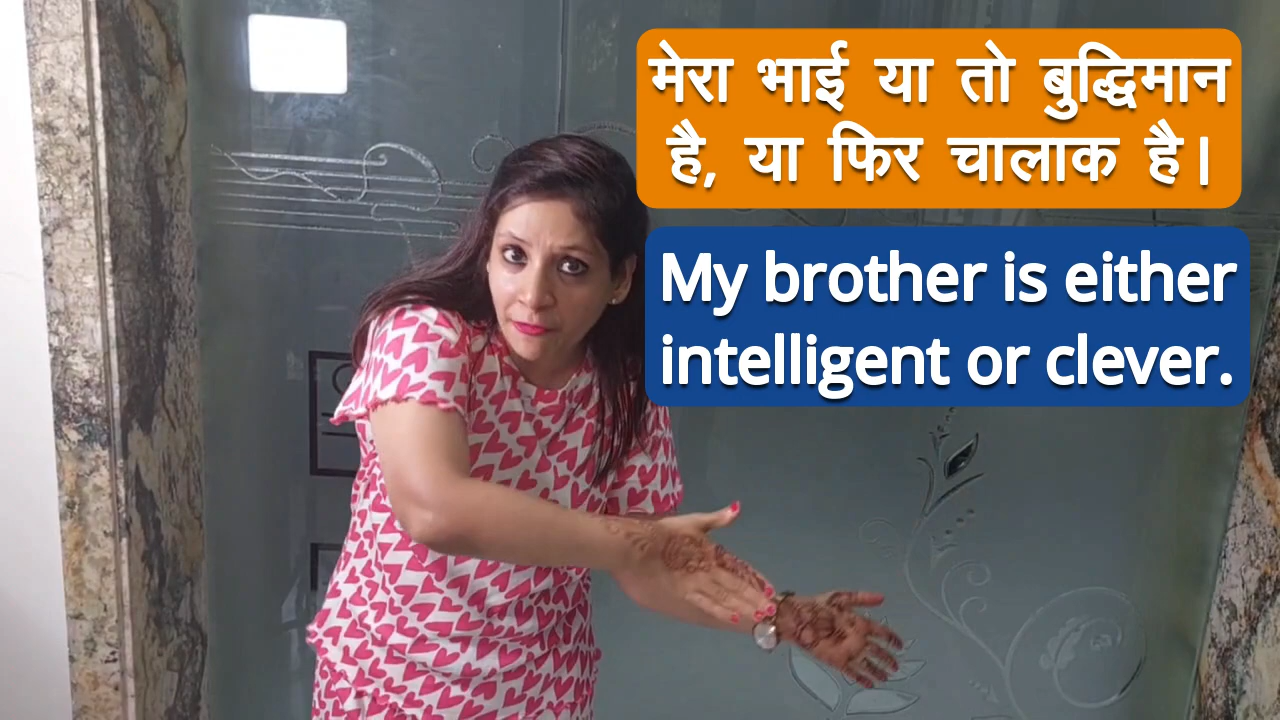 मेरा भाई या तो बुद्धिमान
है, या फिर चालाक है।
My brother is either
intelligent or clever.